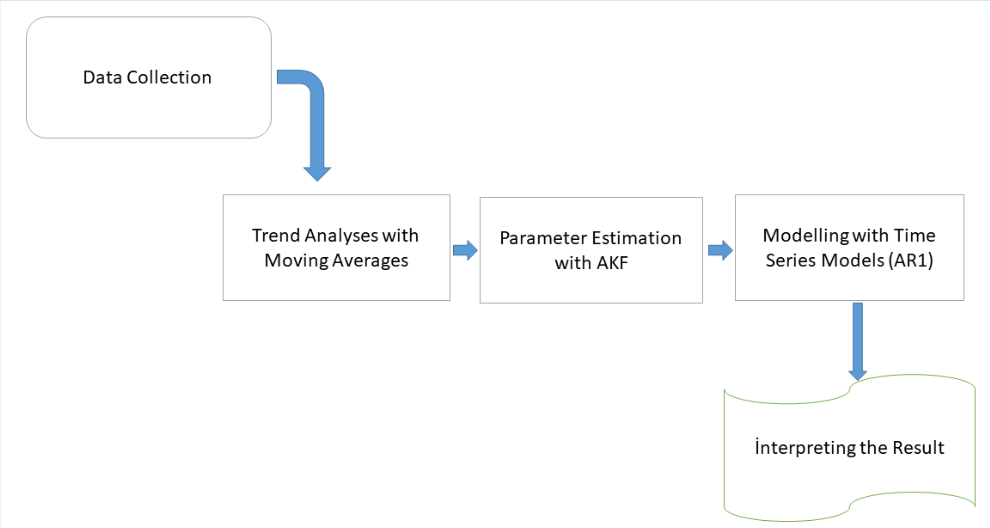 Data Collection
Trend Analyses with
Moving Averages
Parameter Estimation
with AKF
Modelling with Time
Series Models (AR1)
İnterpreting the Result